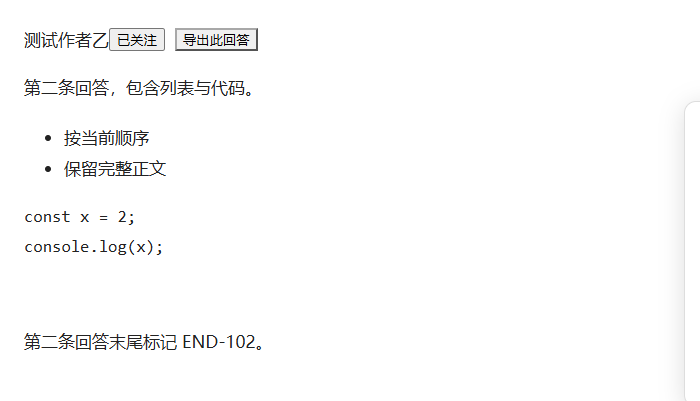 测试作者乙已关注 导出此回答
第二条回答，包含列表与代码。
• 按当前顺序
• 保留完整正文
const x = 2;
console.log(x);
第二条回答末尾标记 END-102。